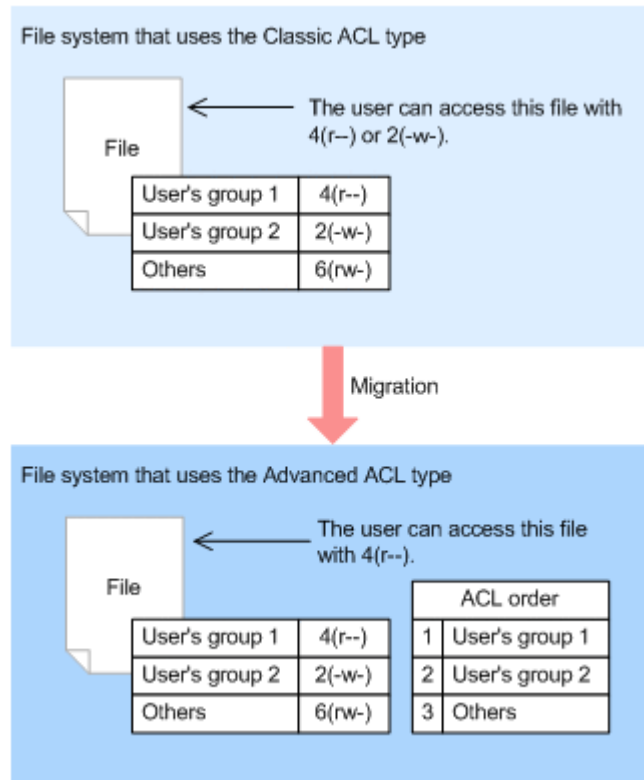 File system that uses the Classic ACL type
The user can access this file with
4(r--) or 2(-w-).
File
User's group 1 4(r--)
User's group 2 2(-w-)
Others 6(rw-)
Migration
File system that uses the Advanced ACL type
The user can access this file
with 4(r--).
File
ACL order
User's group 1 4(r--) 1 User's group 1
User's group 2 2(-w-) 2 User's group 2
Others 6(rw-) 3 Others